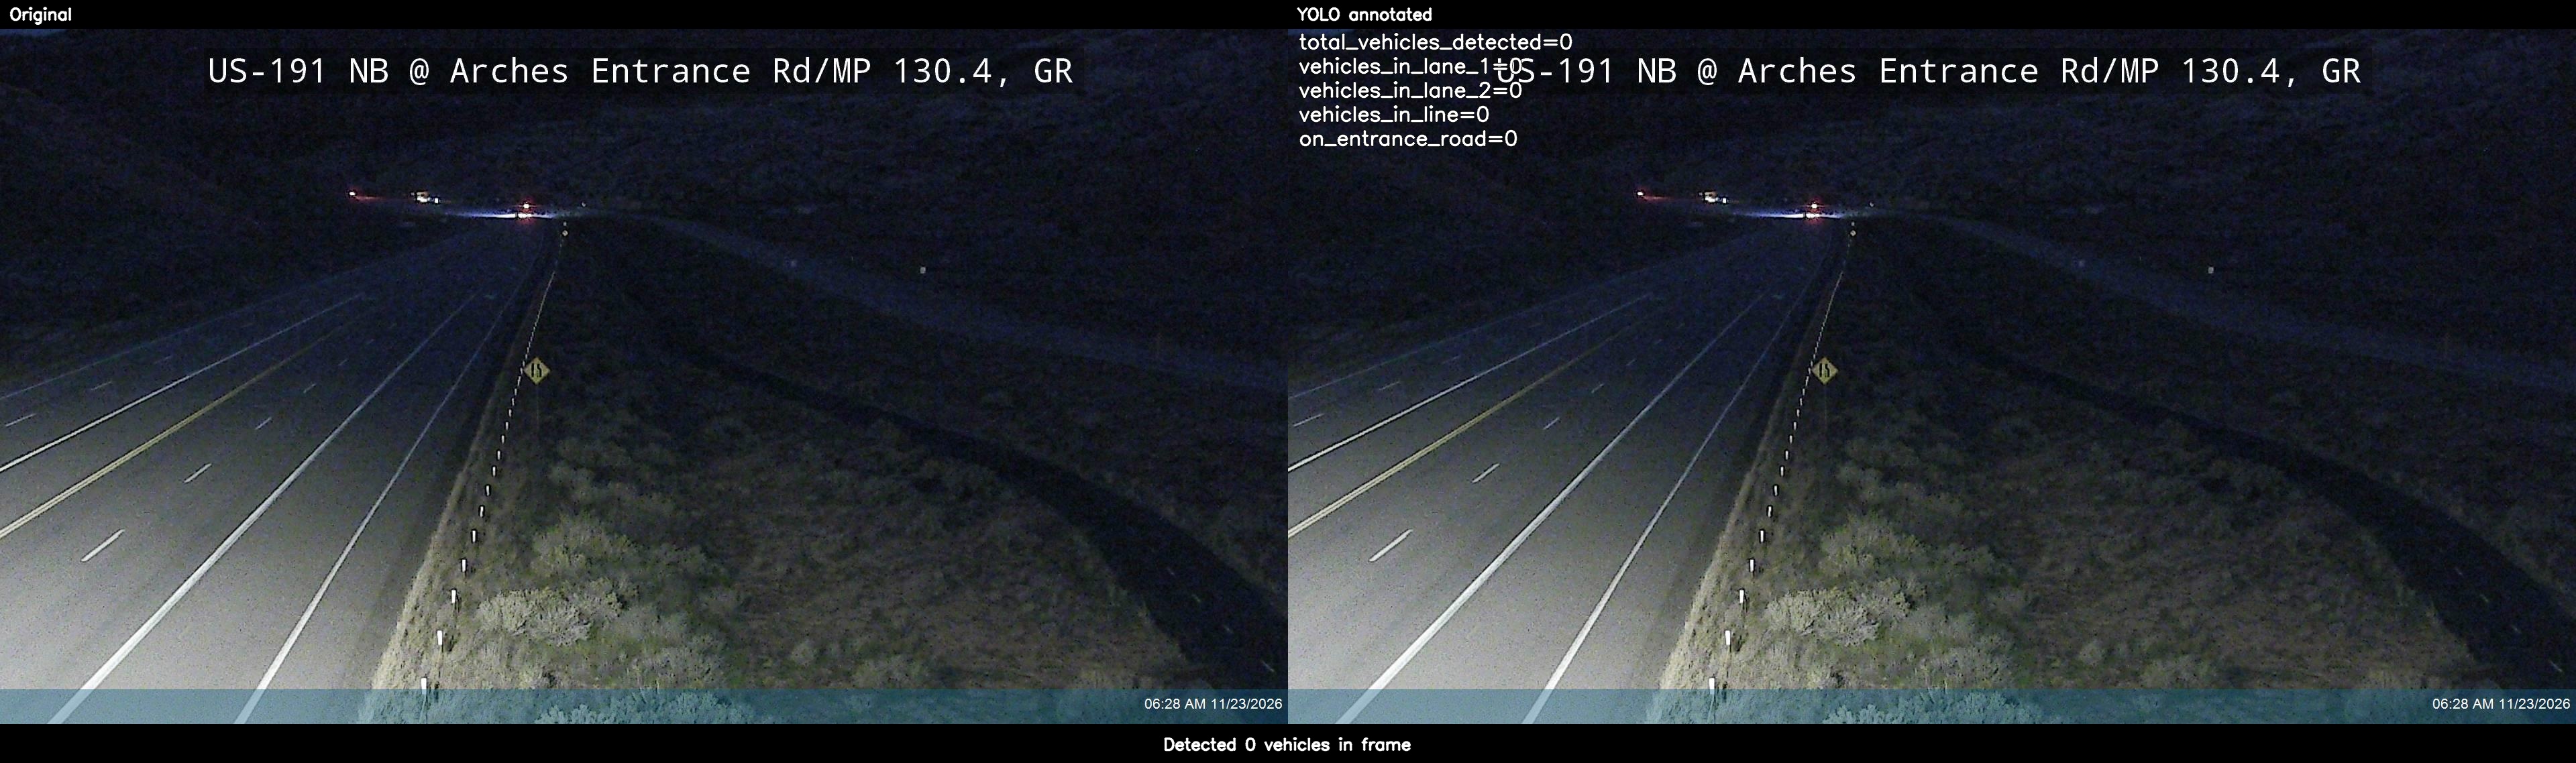 Original
US-191 NB @ Arches Entrance Rd/MP 130.4, GR
06:28 AM 11/23/2026
YOLO annotated
total_vehicles_detected=0
vehicles_in_lane_1=0
US-191 NB @ Arches Entrance Rd/MP 130.4, GR
vehicles_in_lane_2=0
vehicles_in_line=0
on_entrance_road=0
06:28 AM 11/23/2026
Detected 0 vehicles in frame